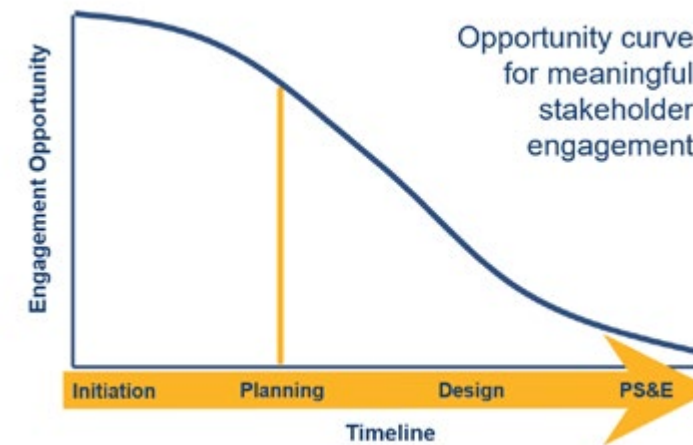 Opportunity curve
for meaningful
stakeholder
engagement
Engagement Opportunity
Initiation Planning Design PS&E
Timeline